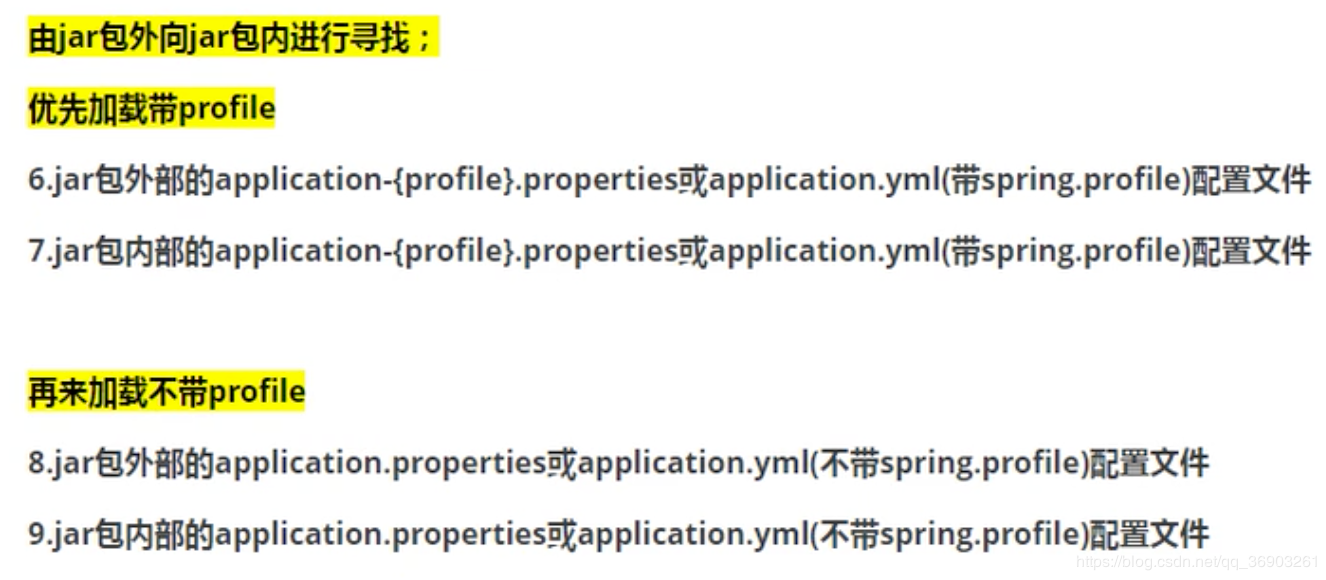 由jar包外向jar包内进行寻找；
优先加载带profile
6.jar包外部的application-{profile}.properties或application.yml(带spring.profile)配置文件
7.jar包内部的application-{profile}.properties或application.yml(带spring.profile)配置文件
再来加载不带profile
8.jar包外部的application.properties或application.yml(不带spring.profile)配置文件
9.jar包内部的application.properties或application.yml(不带spring.profile)配置文件
https://blog.csdn.net/qq_36903261